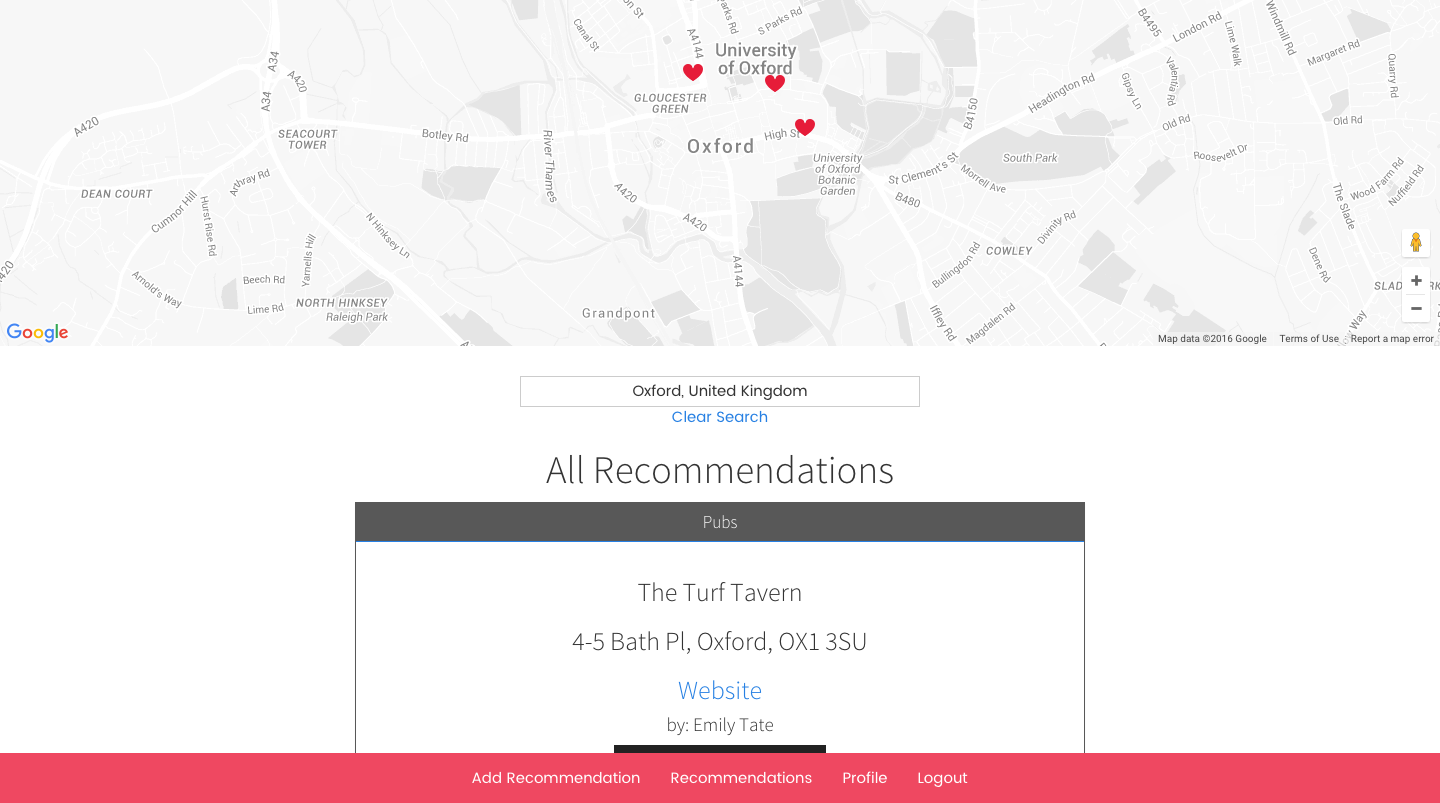 on St
S Parks Rd
Parks Rd
Canal St
A4144
University
of Oxford
B4495
London Rd
Lime Walk
Windmill Rd
Margaret Rd
Quarry Rd
A34
A420
A34
A420
GLOUCESTER
GREEN
Headington Rd
Gipsy Ln
Valentia Rd
B4150
Old Rd
Old Rd
SEACOURT
TOWER
Botley Rd
River Thames
High St
Oxford
Roosevelt Dr
South Park
University
of Oxford
Botanic
Garden
St Clement's St
Morrell Ave
DEAN COURT
Arthray Rd
A420
A420
B480
Wood Farm Rd
Nuffield Rd
The Slade
Cumnor Hill
Hurst Rise Rd
N Hinksey Ln
Divinity Rd
Yarnells Hill
COWLEY
Bullingdon Rd
Dene Rd
A420
Arnold's Way
Beech Rd
A4144
NORTH HINKSEY
Raleigh Park
Lime Rd
Grandpont
Iffley Rd
Magdalen Rd
Way
Google
Map data ©2016 Google
Terms of Use
Report a map error
Oxford, United Kingdom
Clear Search
All Recommendations
Pubs
The Turf Tavern
4-5 Bath Pl, Oxford, OX1 3SU
Website
by: Emily Tate
Add Recommendation
Recommendations
Profile
Logout